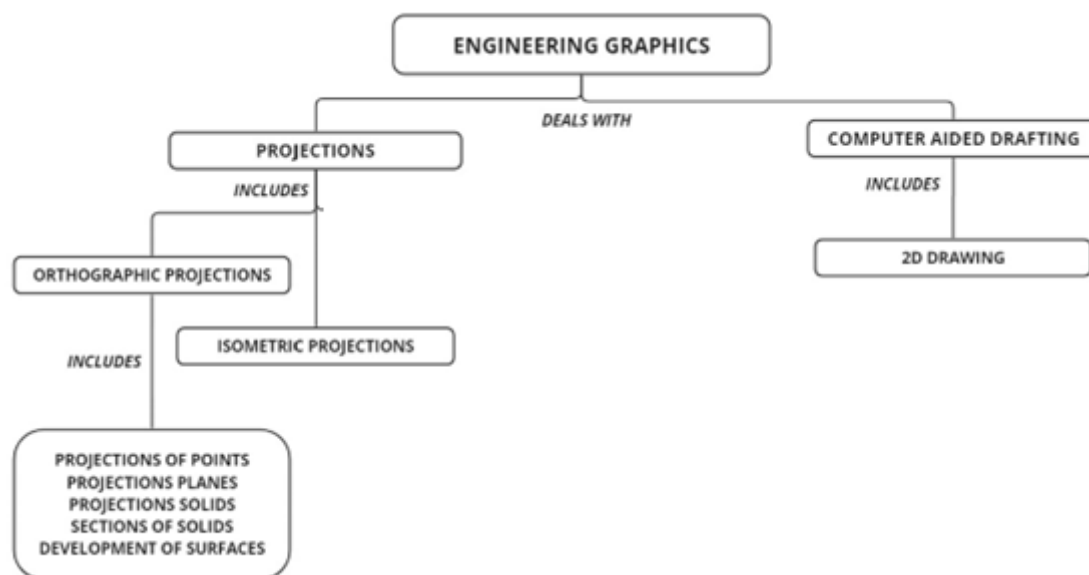 ENGINEERING GRAPHICS
DEALS WITH
PROJECTIONS
COMPUTER AIDED DRAFTING
INCLUDES
INCLUDES
ORTHOGRAPHIC PROJECTIONS
2D DRAWING
ISOMETRIC PROJECTIONS
INCLUDES
PROJECTIONS OF POINTS
PROJECTIONS PLANES
PROJECTIONS SOLIDS
SECTIONS OF SOLIDS
DEVELOPMENT OF SURFACES